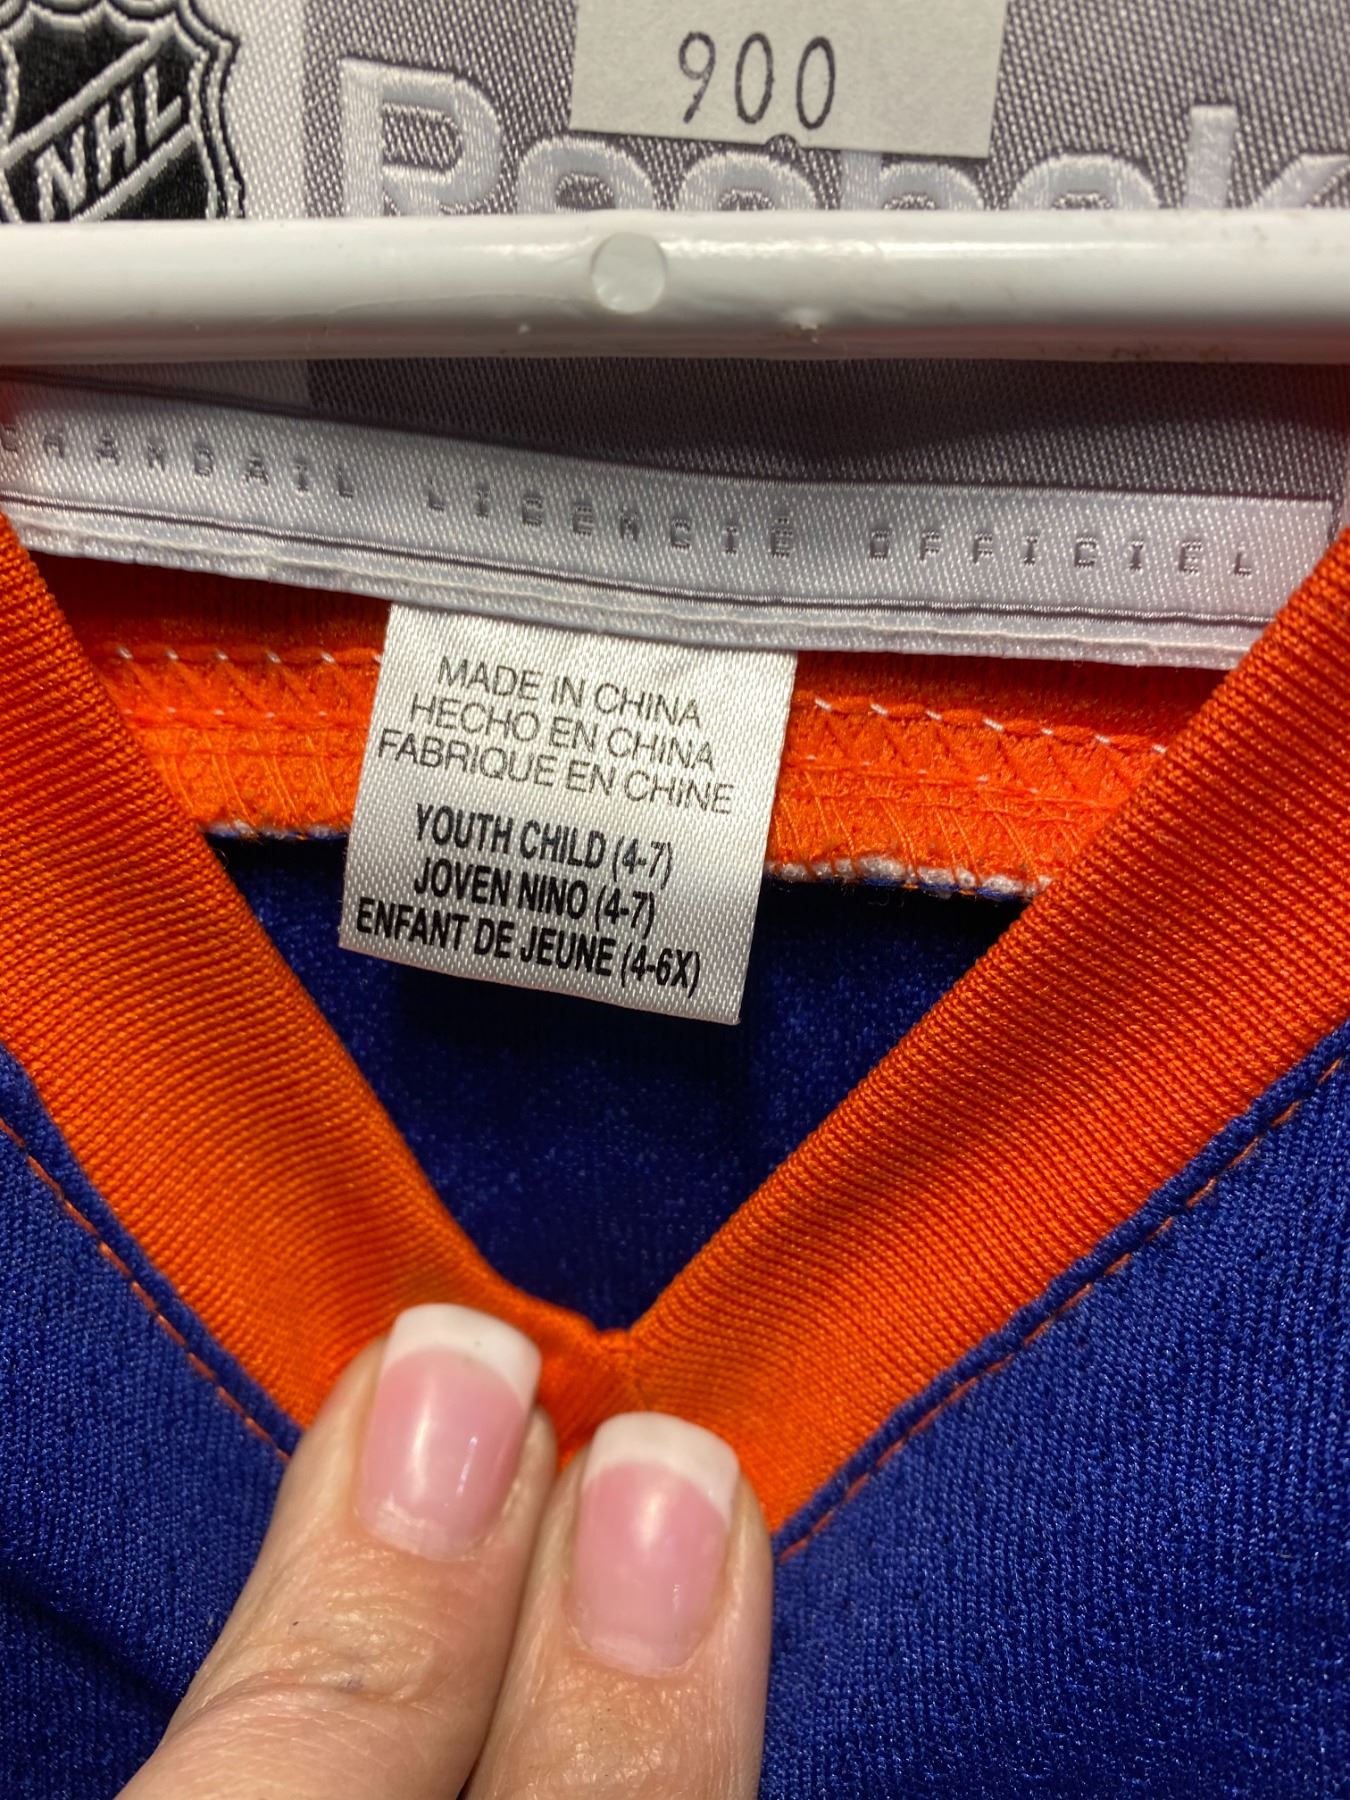 900
NHL
Reebok
CHANDAIL LICENCIÉ OFFICIEL
MADE IN CHINA
HECHO EN CHINA
FABRIQUE EN CHINE
YOUTH CHILD (4-7)
JOVEN NINO (4-7)
ENFANT DE JEUNE (4-6X)